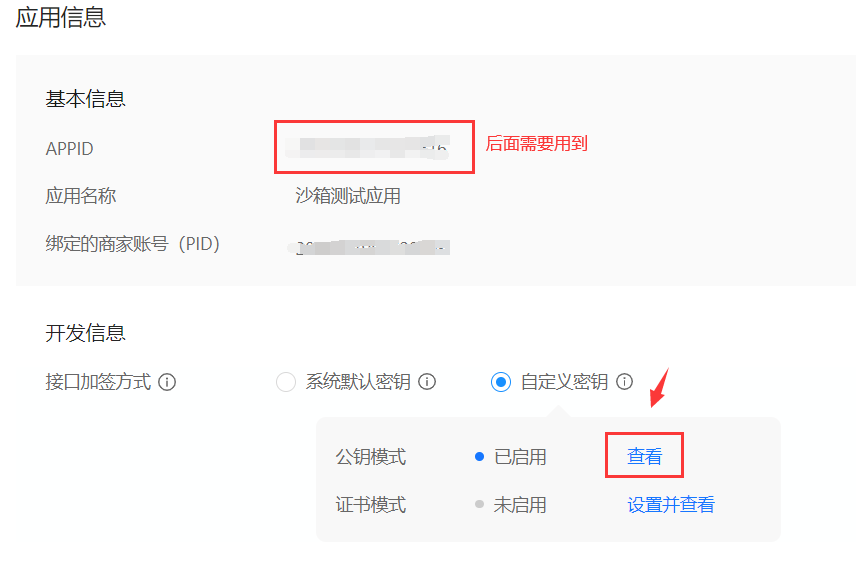 应用信息
基本信息
APPID 后面需要用到
应用名称 沙箱测试应用
绑定的商家账号（PID）
开发信息
接口加签方式 系统默认密钥 自定义密钥
公钥模式 已启用 查看
证书模式 未启用 设置并查看